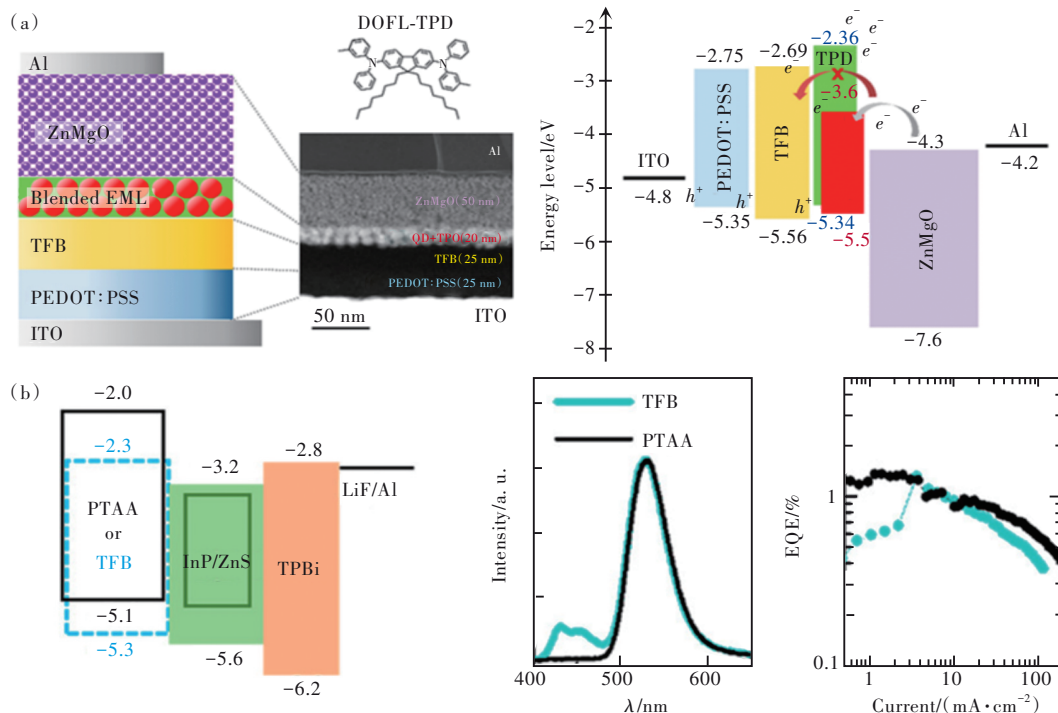 (a)
DOFL-TPD
N
N
Al
ZnMgO
Blended EML
TFB
PEDOT:PSS
ITO
Al
ZnMgO(50 nm)
QD+TPD(20 nm)
TFB(25 nm)
PEDOT:PSS(25 nm)
50 nm
ITO
Energy level/eV
-2
-3
-4
-5
-6
-7
-8
ITO
-4.8
-2.75
PEDOT:PSS
h+
-5.35
-2.69
e-
TFB
h+
-5.56
-2.36
e-
e-
e-
TPD
×
-3.6
e-
h+
-5.34
-5.5
e-
e-
e-
-4.3
ZnMgO
-7.6
Al
-4.2
(b)
-2.0
-2.3
PTAA
or
TFB
-5.1
-5.3
-3.2
InP/ZnS
-5.6
-2.8
TPBi
-6.2
LiF/Al
Intensity/a. u.
TFB
PTAA
400
500
600
λ/nm
EQE/%
1
0.1
1
10
100
Current/(mA·cm-2)